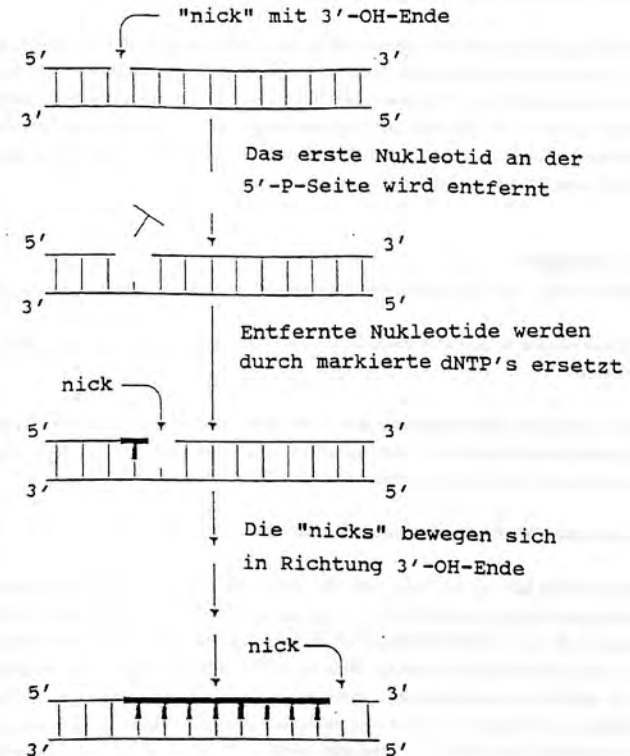 "nick" mit 3'-OH-Ende
5' 3'
3' 5'
Das erste Nukleotid an der
5'-P-Seite wird entfernt
5' 3'
3' 5'
Entfernte Nukleotide werden
durch markierte dNTP's ersetzt
nick
5' 3'
3' 5'
Die "nicks" bewegen sich
in Richtung 3'-OH-Ende
nick
5' 3'
3' 5'